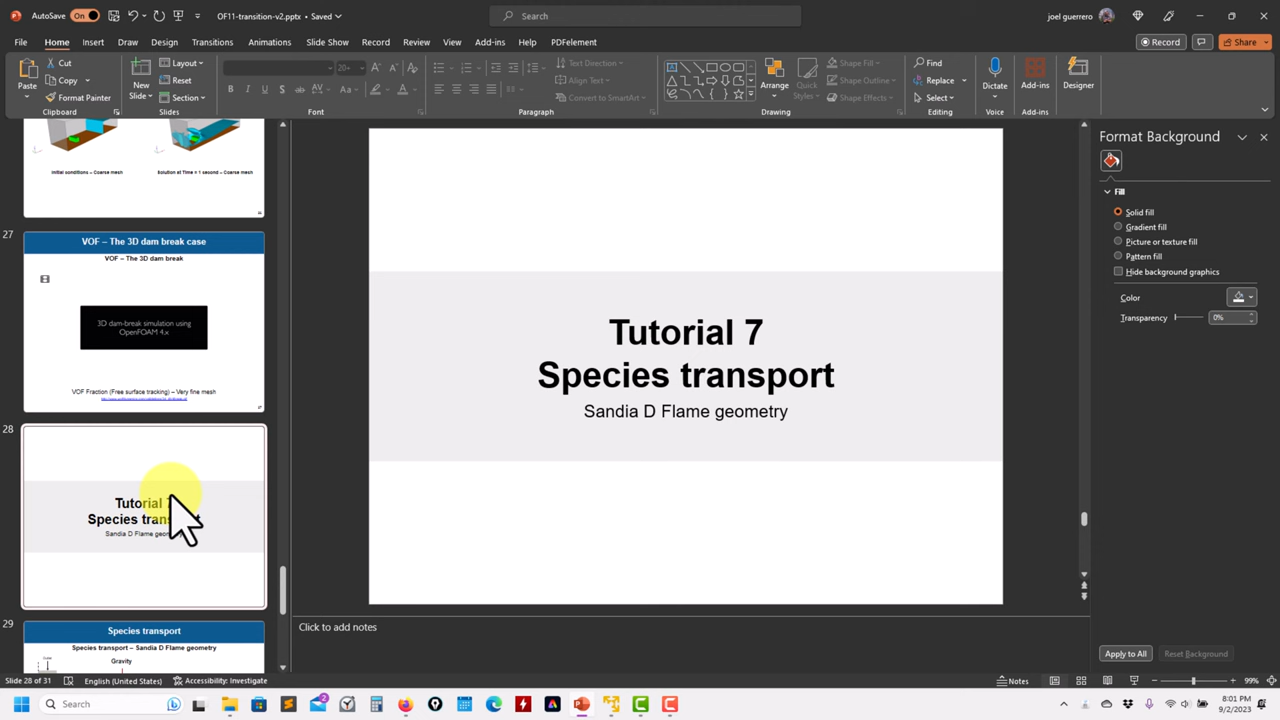 AutoSave On OF11-transition-v2.pptx • Saved Search joel guerrero
File Home Insert Draw Design Transitions Animations Slide Show Record Review View Add-ins Help PDFelement Record Share
Paste Cut Copy Format Painter Clipboard
New Slide Layout Reset Section Slides
20 Font
Text Direction Align Text Convert to SmartArt Paragraph
Arrange Quick Styles Shape Fill Shape Outline Shape Effects Drawing
Find Replace Select Editing
Dictate Voice
Add-ins Add-ins
Designer
Initial sonditions – Coarse mesh Solution at Time = 1 second – Coarse mesh
27
VOF – The 3D dam break case
VOF – The 3D dam break
3D dam-break simulation using
OpenFOAM 4.x
VOF Fraction (Free surface tracking) – Very fine mesh
28
Tutorial 7
Species transport
Sandia D Flame geom
29
Species transport
Species transport – Sandia D Flame geometry
Gravity
Tutorial 7
Species transport
Sandia D Flame geometry
Click to add notes
Format Background
Fill
Solid fill
Gradient fill
Picture or texture fill
Pattern fill
Hide background graphics
Color
Transparency 0%
Apply to All Reset Background
Slide 28 of 31 English (United States) Accessibility: Investigate Notes 99%
Search 2 8:01 PM
9/2/2023